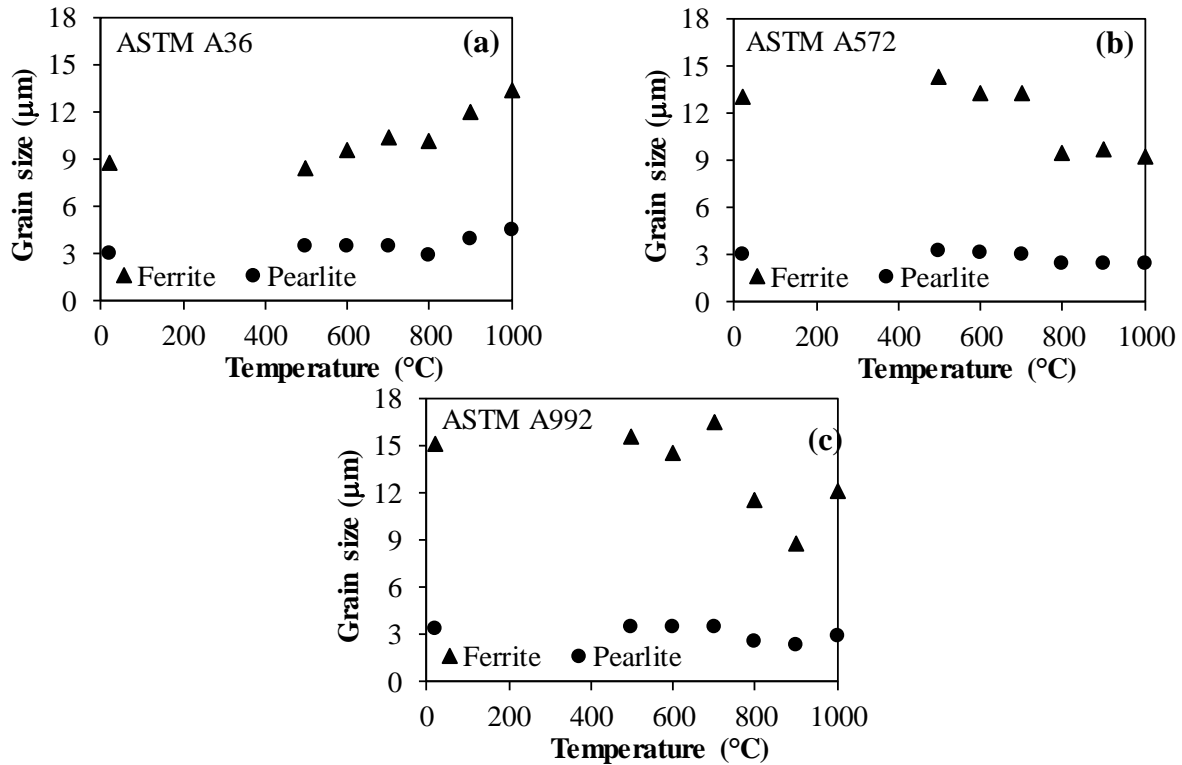 ASTM A36
(a)
Grain size (μm)
18
15
12
9
6
3
0
Ferrite
Pearlite
0 200 400 600 800 1000
Temperature (°C)
ASTM A572
(b)
Grain size (μm)
18
15
12
9
6
3
0
Ferrite
Pearlite
0 200 400 600 800 1000
Temperature (°C)
ASTM A992
(c)
Grain size (μm)
18
15
12
9
6
3
0
Ferrite
Pearlite
0 200 400 600 800 1000
Temperature (°C)